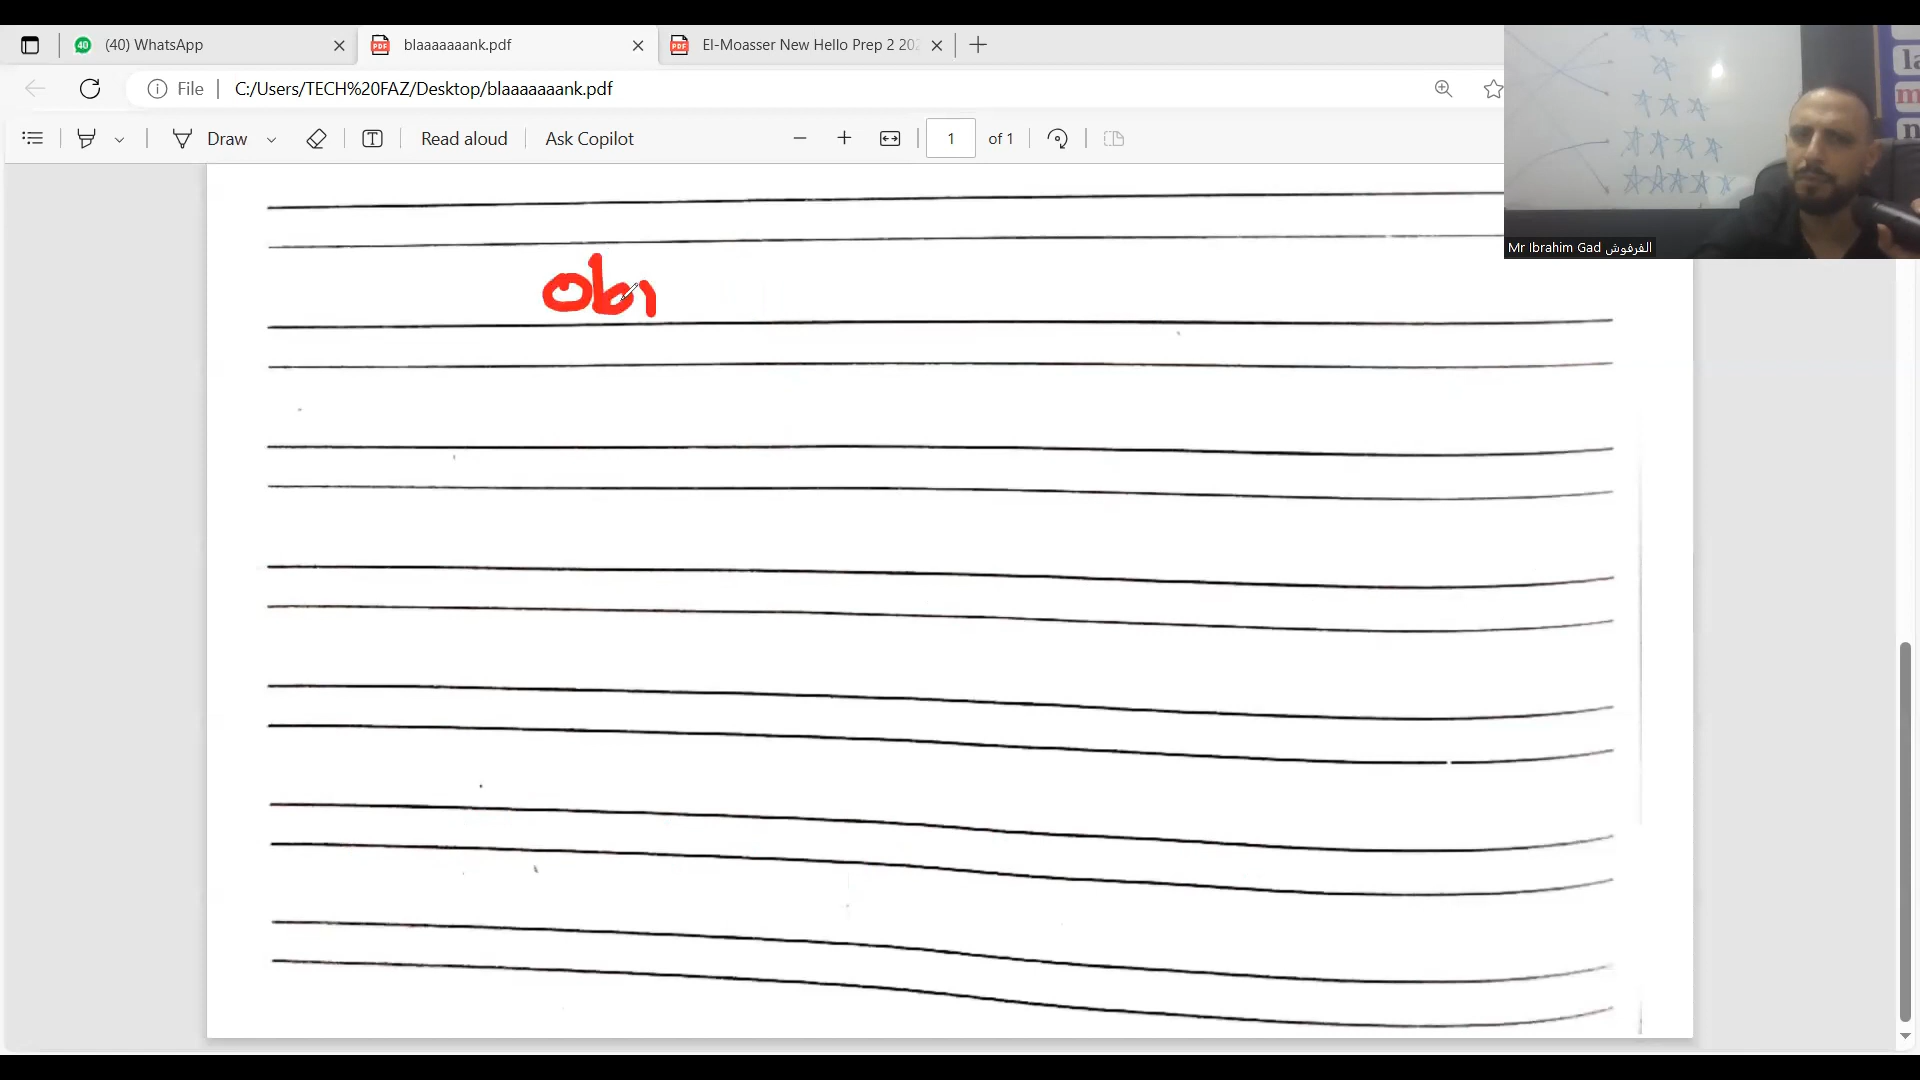 (40) WhatsApp
blaaaaaaank.pdf
El-Moasser New Hello Prep 2 202
File
C:/Users/TECH%20FAZ/Desktop/blaaaaaaank.pdf
Draw
Read aloud
Ask Copilot
1
of 1
Mr Ibrahim Gad الفرفوش